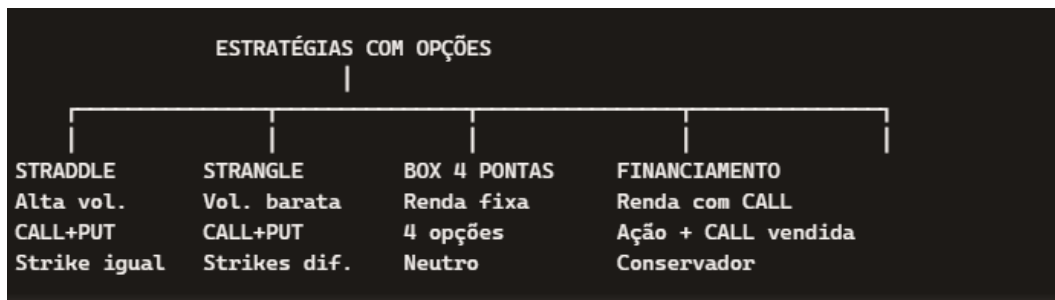 ESTRATÉGIAS COM OPÇÕES
STRADDLE STRANGLE BOX 4 PONTAS FINANCIAMENTO
Alta vol. Vol. barata Renda fixa Renda com CALL
CALL+PUT CALL+PUT 4 opções Ação + CALL vendida
Strike igual Strikes dif. Neutro Conservador